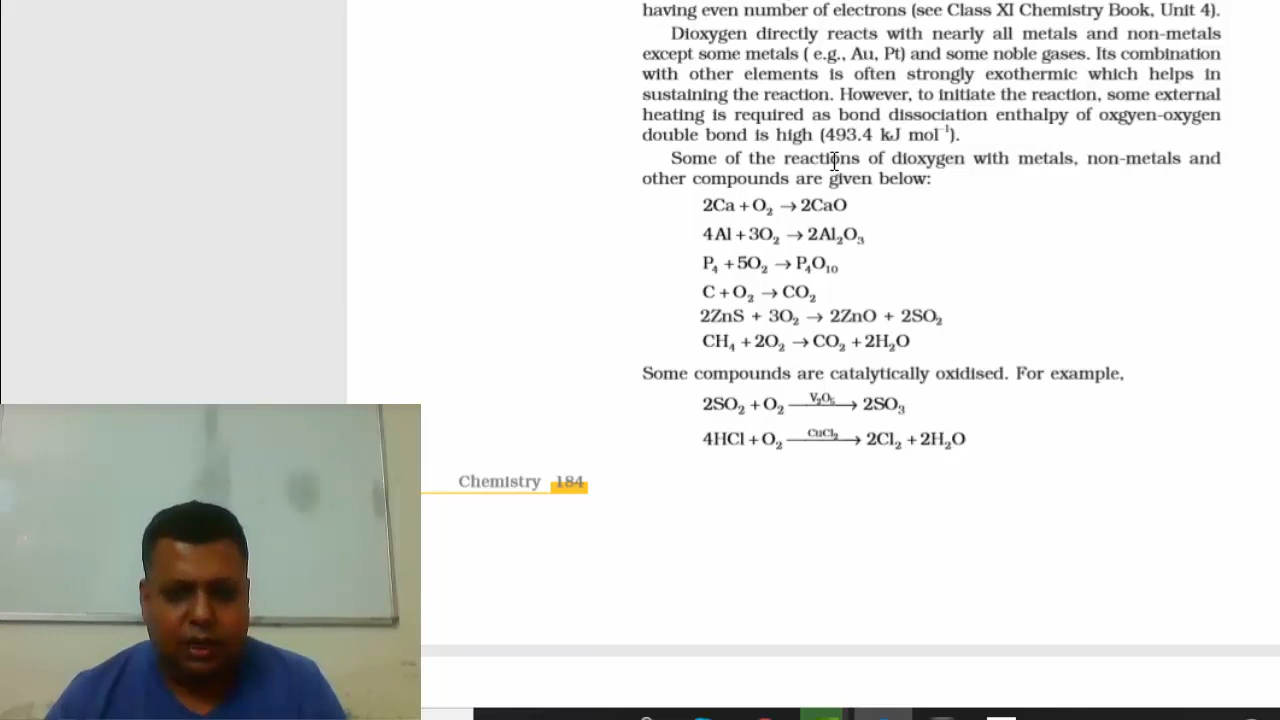 having even number of electrons (see Class XI Chemistry Book, Unit 4).
Dioxygen directly reacts with nearly all metals and non-metals
except some metals ( e.g., Au, Pt) and some noble gases. Its combination
with other elements is often strongly exothermic which helps in
sustaining the reaction. However, to initiate the reaction, some external
heating is required as bond dissociation enthalpy of oxgyen-oxygen
double bond is high (493.4 kJ mol⁻¹).
Some of the reactions of dioxygen with metals, non-metals and
other compounds are given below:
2Ca + O₂ → 2CaO
4Al + 3O₂ → 2Al₂O₃
P₄ + 5O₂ → P₄O₁₀
C + O₂ → CO₂
2ZnS + 3O₂ → 2ZnO + 2SO₂
CH₄ + 2O₂ → CO₂ + 2H₂O
Some compounds are catalytically oxidised. For example,
2SO₂ + O₂ —V₂O₅→ 2SO₃
4HCl + O₂ —CuCl₂→ 2Cl₂ + 2H₂O
Chemistry 184